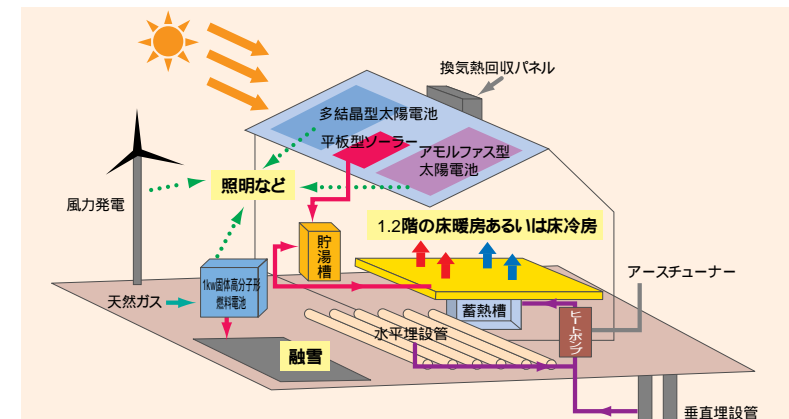 換気熱回収パネル
多結晶型太陽電池
平板型ソーラー
アモルファス型
太陽電池
照明など
風力発電
貯湯槽
1.2階の床暖房あるいは床冷房
アースチューナー
1kw固体高分子形
燃料電池
天然ガス
蓄熱槽
ヒートポンプ
水平埋設管
融雪
垂直埋設管